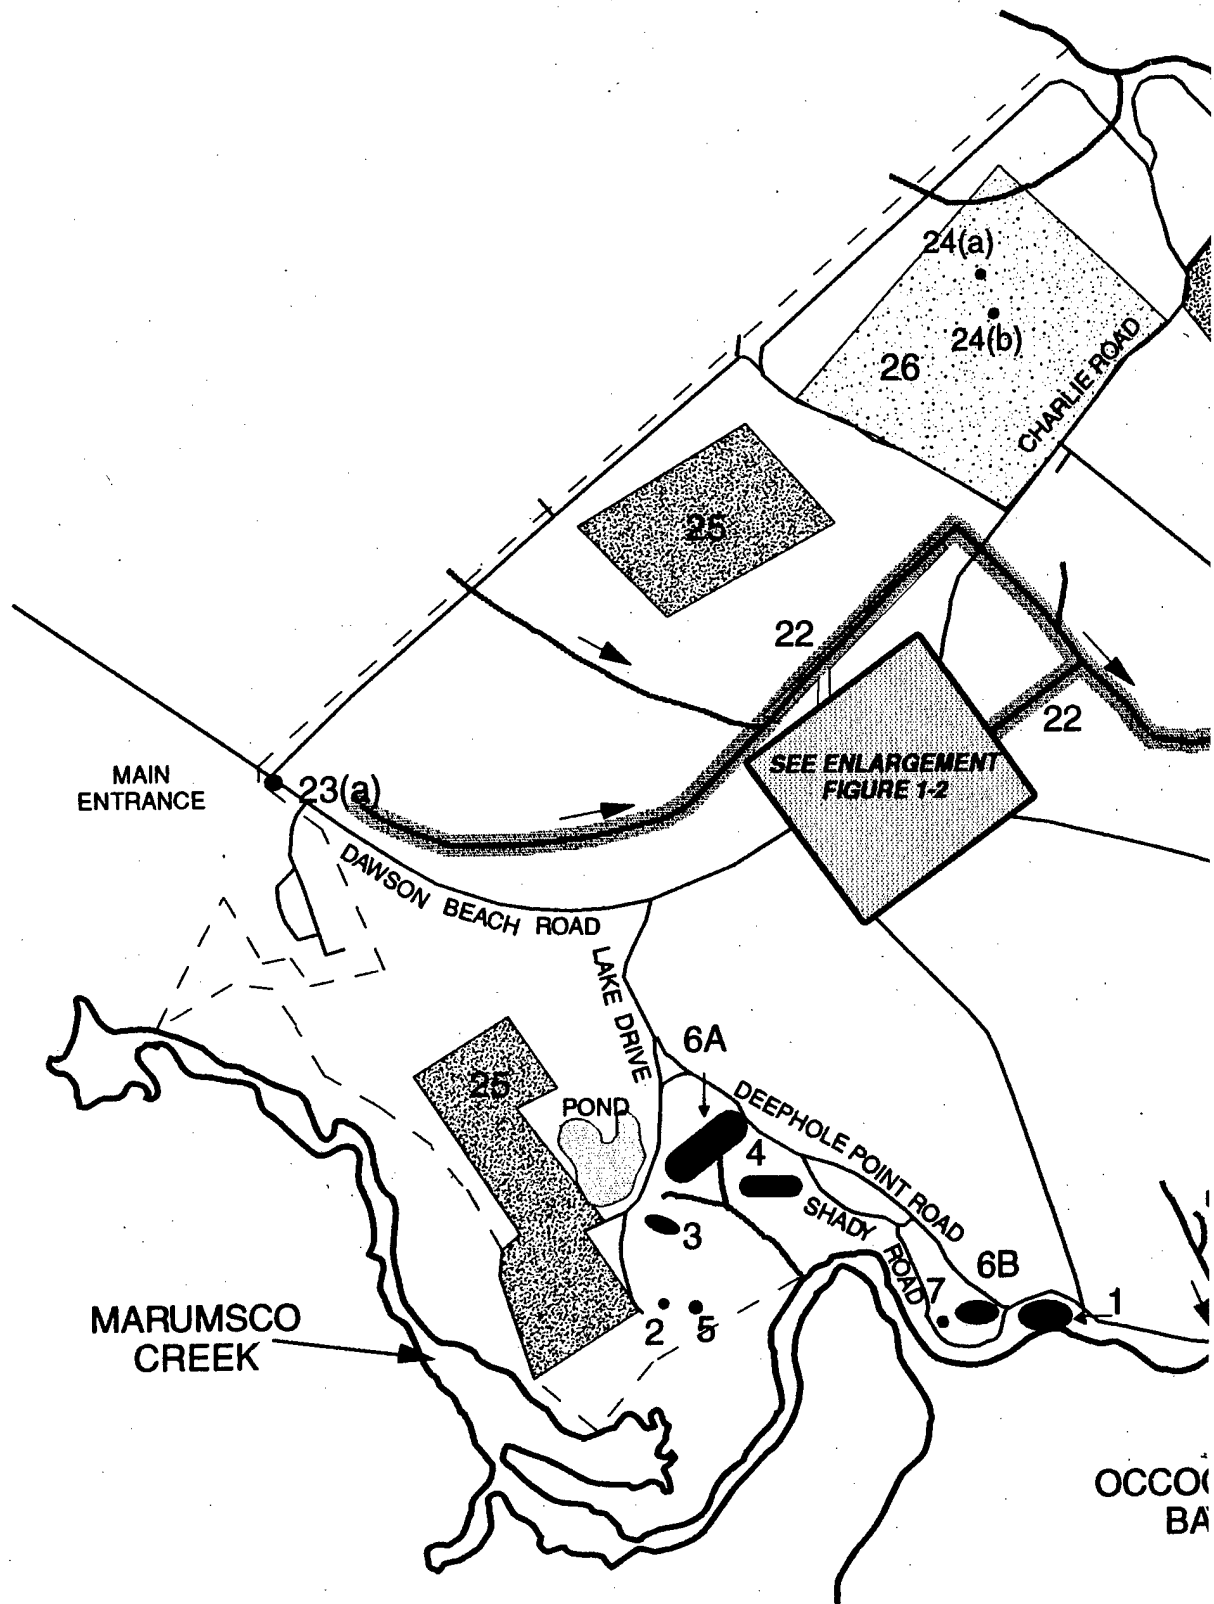 24(a)
24(b)
26
CHARLIE ROAD
25
22
22
SEE ENLARGEMENT
FIGURE 1-2
MAIN
ENTRANCE
23(a)
DAWSON BEACH ROAD
LAKE DRIVE
6A
25
POND
DEEPHOLE POINT ROAD
4
SHADY ROAD
3
6B
7
1
2
5
MARUMSCO
CREEK
OCCO
BA